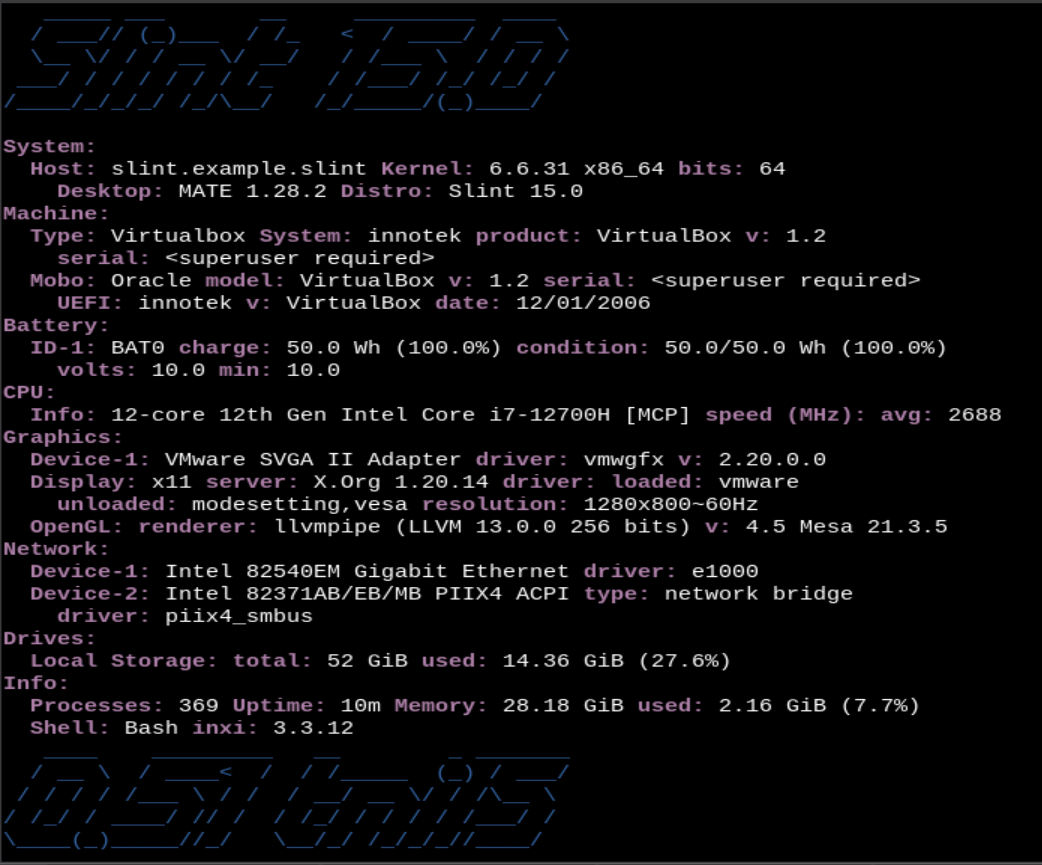 Slint 15.0
System:
Host: slint.example.slint Kernel: 6.6.31 x86_64 bits: 64
Desktop: MATE 1.28.2 Distro: Slint 15.0
Machine:
Type: Virtualbox System: innotek product: VirtualBox v: 1.2
serial: <superuser required>
Mobo: Oracle model: VirtualBox v: 1.2 serial: <superuser required>
UEFI: innotek v: VirtualBox date: 12/01/2006
Battery:
ID-1: BAT0 charge: 50.0 Wh (100.0%) condition: 50.0/50.0 Wh (100.0%)
volts: 10.0 min: 10.0
CPU:
Info: 12-core 12th Gen Intel Core i7-12700H [MCP] speed (MHz): avg: 2688
Graphics:
Device-1: VMware SVGA II Adapter driver: vmwgfx v: 2.20.0.0
Display: x11 server: X.Org 1.20.14 driver: loaded: vmware
unloaded: modesetting,vesa resolution: 1280x800~60Hz
OpenGL: renderer: llvmpipe (LLVM 13.0.0 256 bits) v: 4.5 Mesa 21.3.5
Network:
Device-1: Intel 82540EM Gigabit Ethernet driver: e1000
Device-2: Intel 82371AB/EB/MB PIIX4 ACPI type: network bridge
driver: piix4_smbus
Drives:
Local Storage: total: 52 GiB used: 14.36 GiB (27.6%)
Info:
Processes: 369 Uptime: 10m Memory: 28.18 GiB used: 2.16 GiB (7.7%)
Shell: Bash inxi: 3.3.12